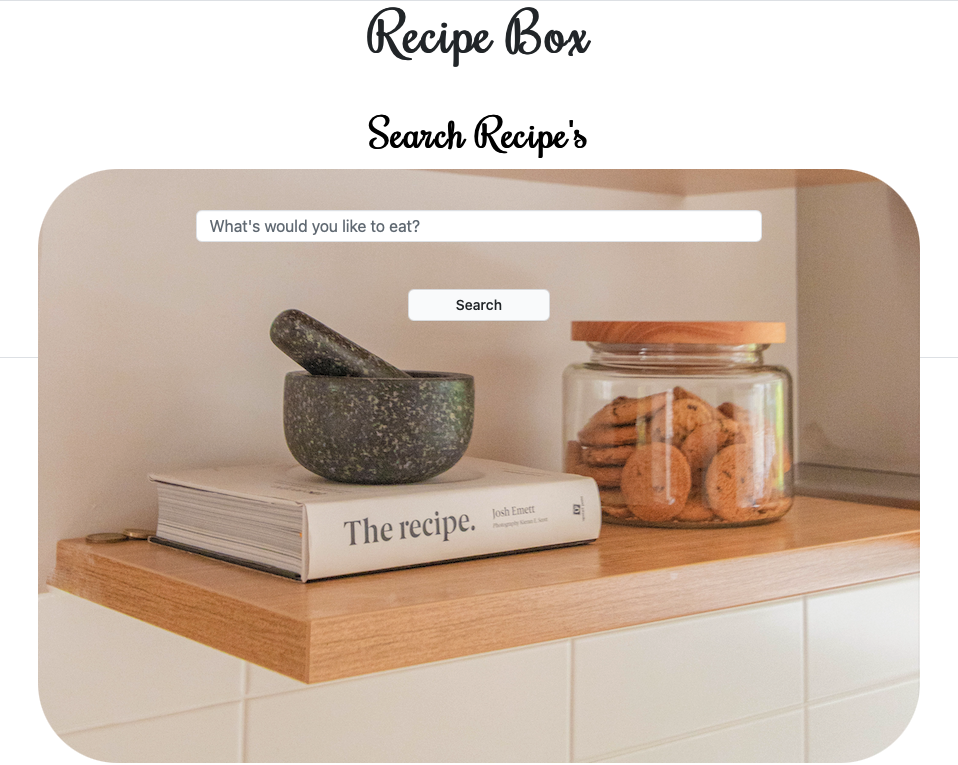 Recipe Box
Search Recipe's
What's would you like to eat?
Search
The recipe.
Josh Emett